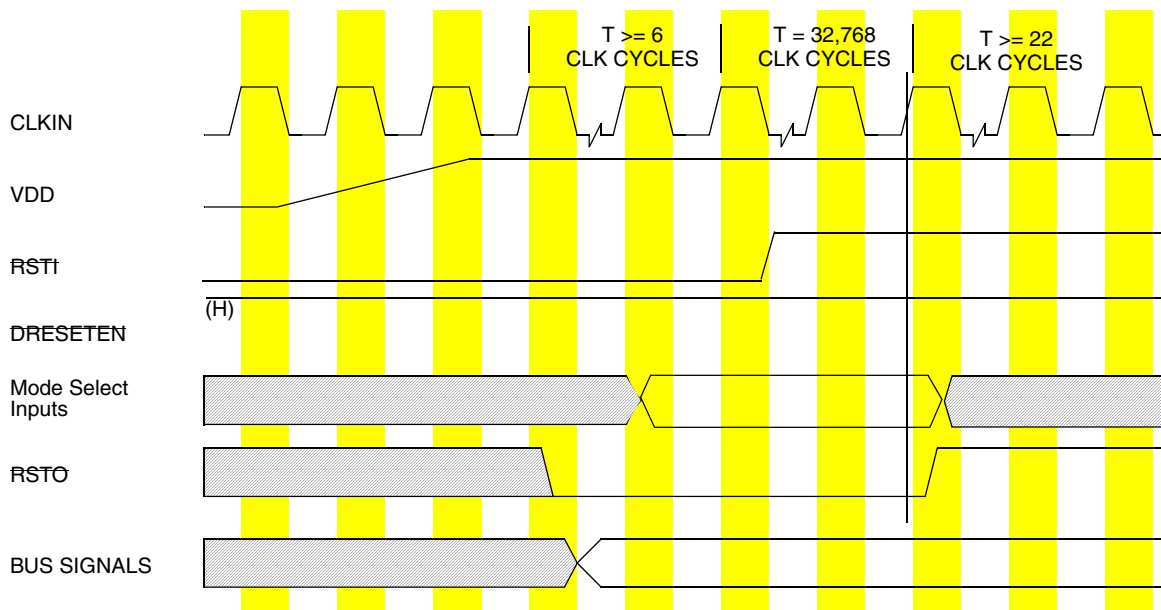 T >= 6
CLK CYCLES
T = 32,768
CLK CYCLES
T >= 22
CLK CYCLES
CLKIN
VDD
RSTI
(H)
DRESETEN
Mode Select
Inputs
RSTO
BUS SIGNALS